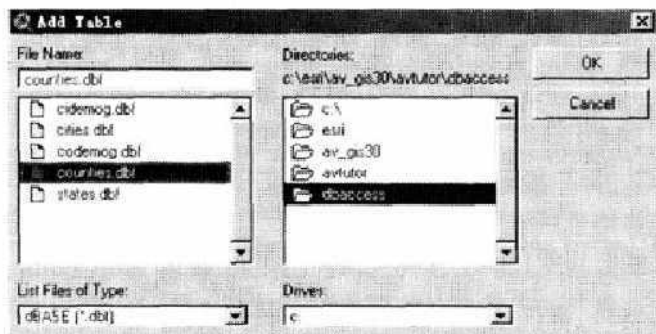 Add Table
File Name:
counties.dbf
cidemog.dbf
cities.dbf
codemog.dbf
counties.dbf
states.dbf
List Files of Type:
dBASE (*.dbf)
Directories:
c:\esri\av_gis30\avtutor\dbaccess
c:\
esri
av_gis30
avtutor
dbaccess
Drives:
c:
OK
Cancel